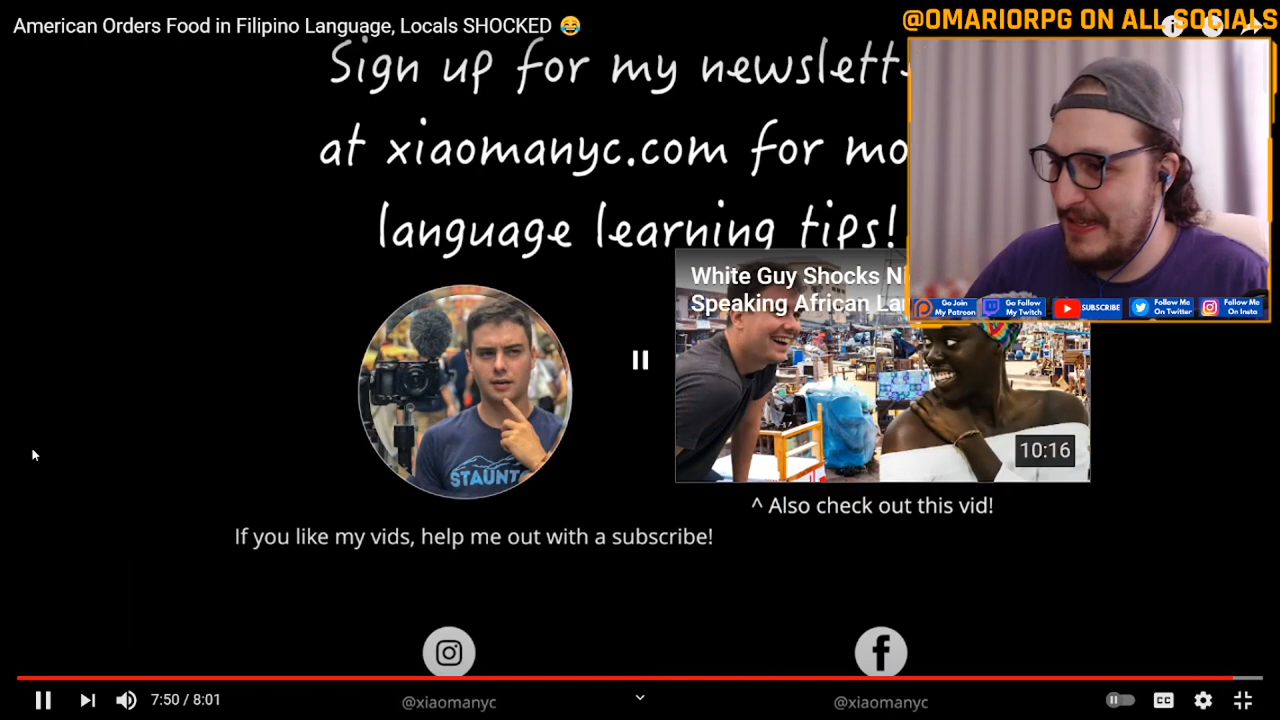 American Orders Food in Filipino Language, Locals SHOCKED 😂
@OMARIORPG ON ALL SOCIALS
Sign up for my newslett
at xiaomanyc.com for mo
language learning tips!
White Guy Shocks
Speaking African
Go Join
My Patreon
Go Follow
My Twitch
SUBSCRIBE
Follow Me
On Twitter
Follow Me
On Insta
STAUNT
10:16
^ Also check out this vid!
If you like my vids, help me out with a subscribe!
7:50 / 8:01
@xiaomanyc
@xiaomanyc
CC